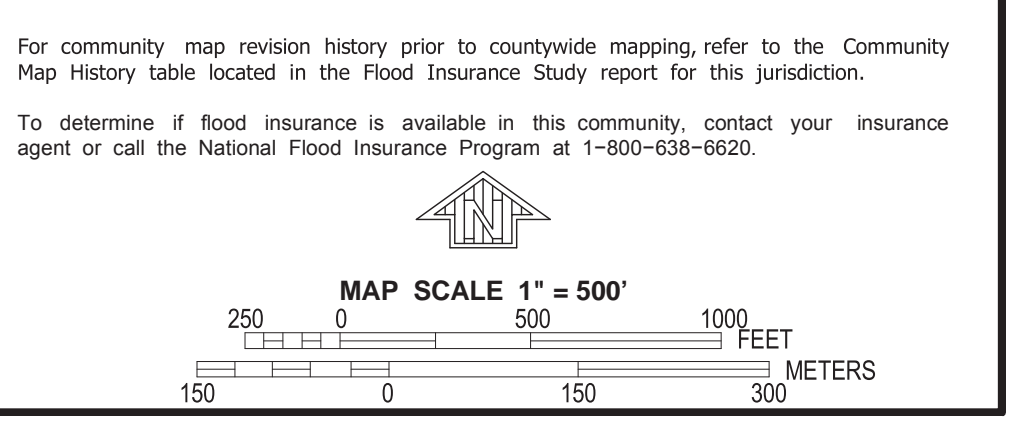 For community map revision history prior to countywide mapping, refer to the Community
Map History table located in the Flood Insurance Study report for this jurisdiction.
To determine if flood insurance is available in this community, contact your insurance
agent or call the National Flood Insurance Program at 1−800−638−6620.
N
MAP SCALE 1" = 500’
250 0 500 1000
FEET
METERS
150 0 150 300